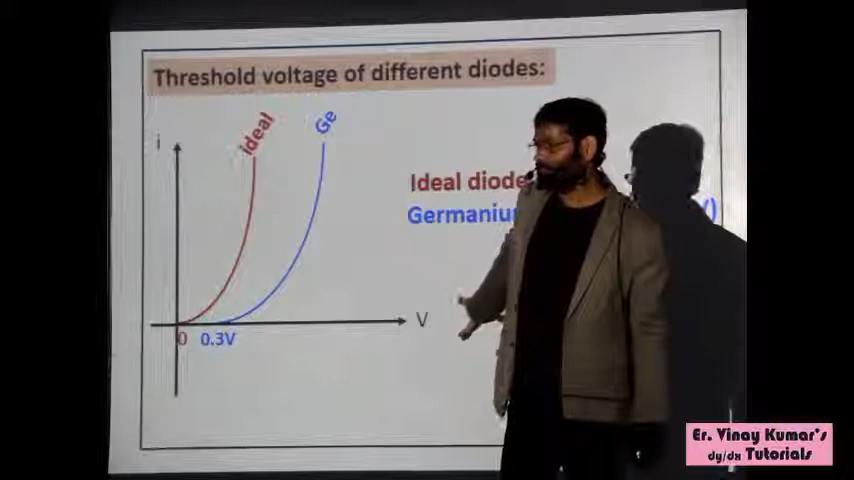 Threshold voltage of different diodes:
i
ideal
Ge
Ideal diode
Germaniu
V)
V
0
0.3V
Er. Vinay Kumar's
dy/dx Tutorials